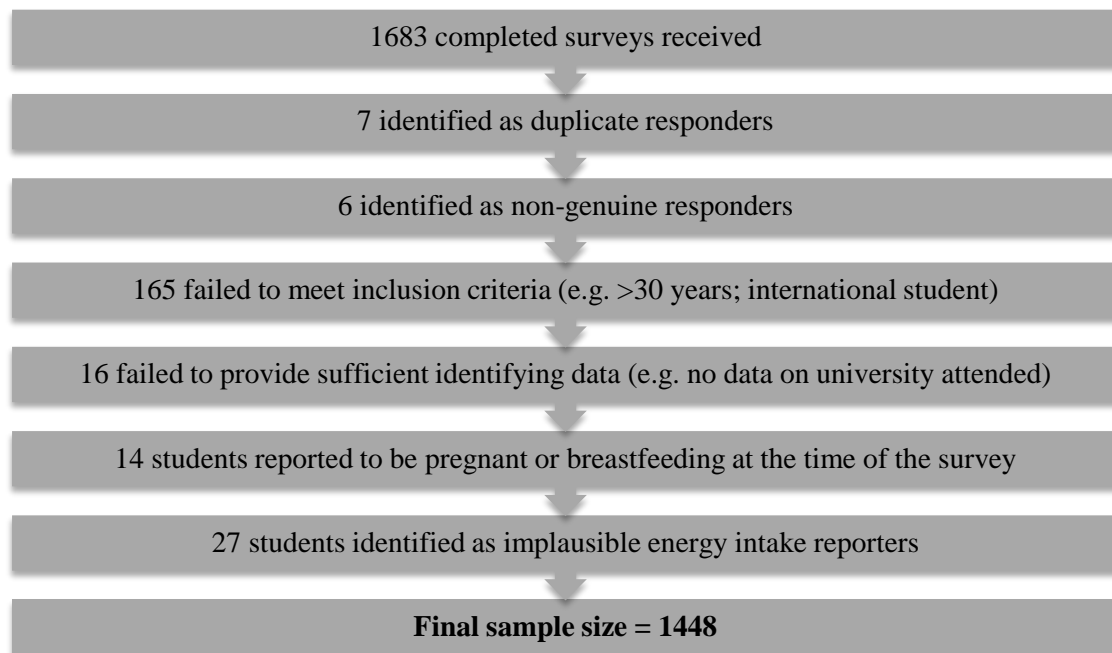 1683 completed surveys received
7 identified as duplicate responders
6 identified as non-genuine responders
165 failed to meet inclusion criteria (e.g. >30 years; international student)
16 failed to provide sufficient identifying data (e.g. no data on university attended)
14 students reported to be pregnant or breastfeeding at the time of the survey
27 students identified as implausible energy intake reporters
Final sample size = 1448